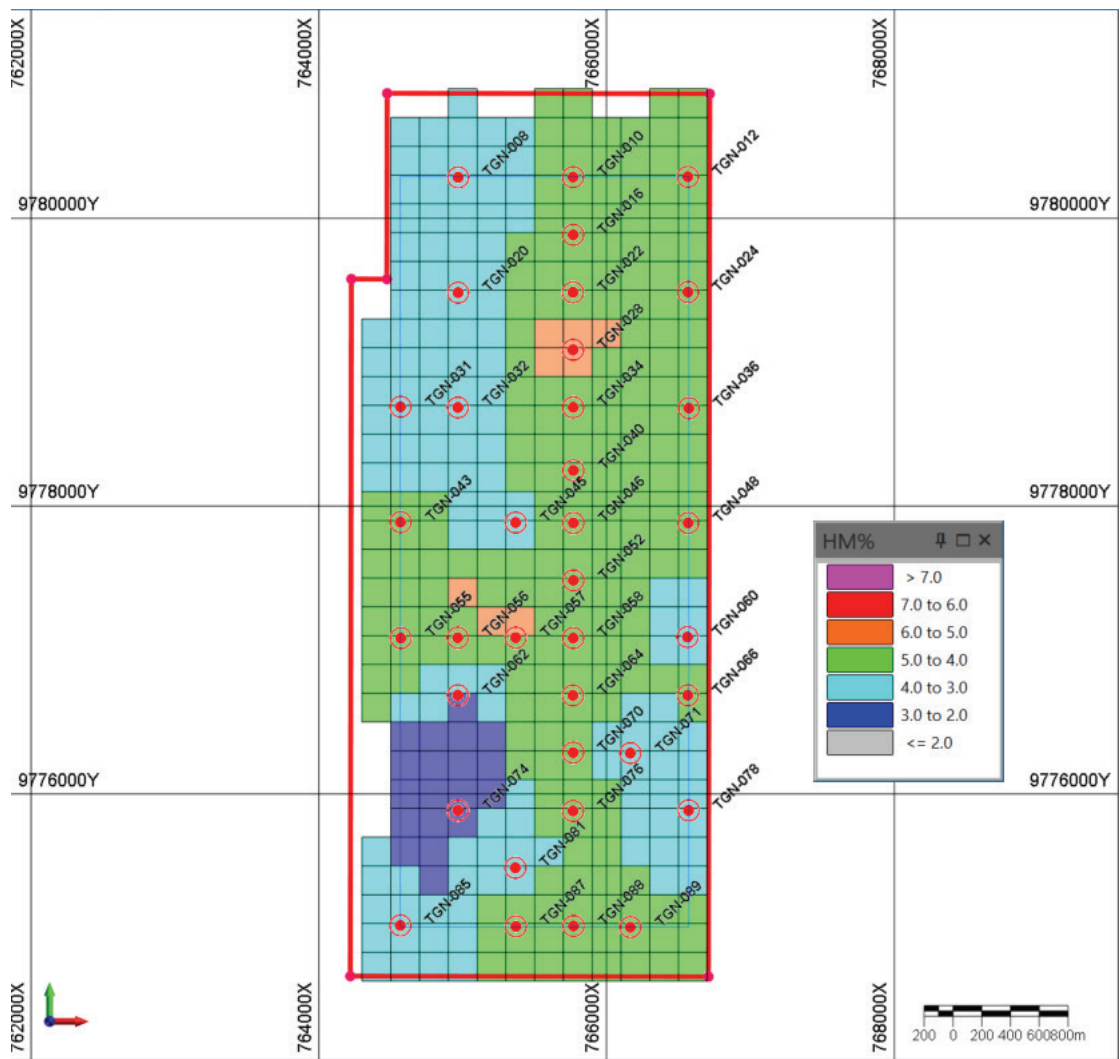 762000X
764000X
766000X
768000X
TGN-008
TGN-010
TGN-012
9780000Y
9780000Y
TGN-016
TGN-020
TGN-022
TGN-024
TGN-028
TGN-031
TGN-032
TGN-034
TGN-036
TGN-040
9778000Y
9778000Y
TGN-043
TGN-045
TGN-046
TGN-048
HM%
> 7.0
7.0 to 6.0
6.0 to 5.0
5.0 to 4.0
4.0 to 3.0
3.0 to 2.0
<= 2.0
TGN-052
TGN-055
TGN-056
TGN-057
TGN-058
TGN-060
TGN-062
TGN-064
TGN-066
TGN-070
TGN-071
9776000Y
9776000Y
TGN-074
TGN-076
TGN-078
TGN-081
TGN-085
TGN-087
TGN-088
TGN-089
762000X
764000X
766000X
768000X
200 0 200 400 600800m